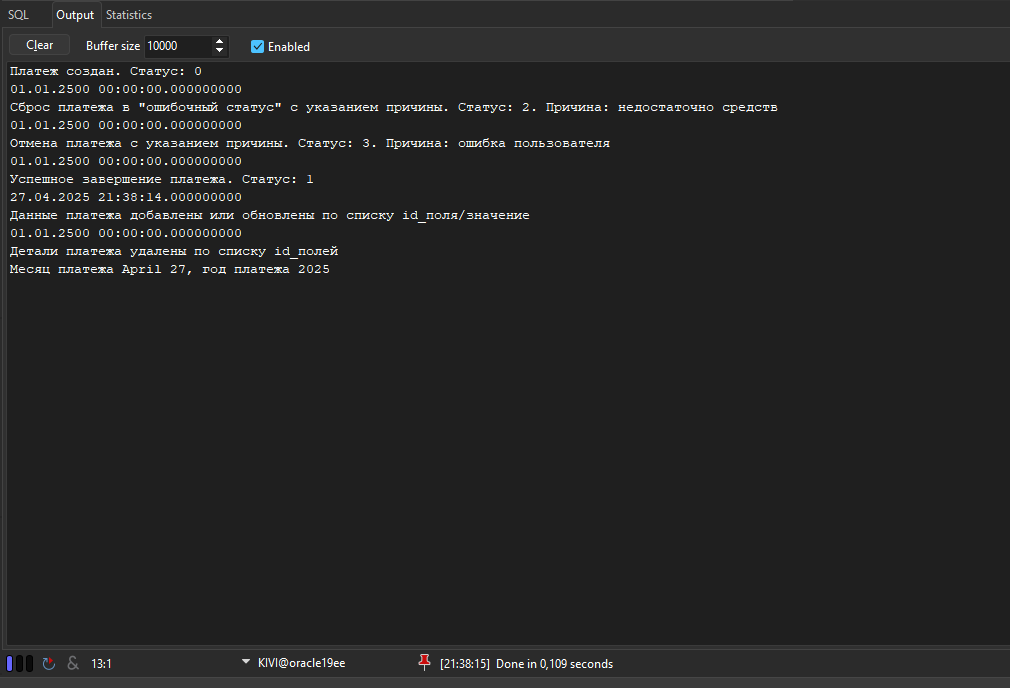 SQL Output Statistics
Clear Buffer size 10000 Enabled
Платеж создан. Статус: 0
01.01.2500 00:00:00.000000000
Сброс платежа в "ошибочный статус" с указанием причины. Статус: 2. Причина: недостаточно средств
01.01.2500 00:00:00.000000000
Отмена платежа с указанием причины. Статус: 3. Причина: ошибка пользователя
01.01.2500 00:00:00.000000000
Успешное завершение платежа. Статус: 1
27.04.2025 21:38:14.000000000
Данные платежа добавлены или обновлены по списку id_поля/значение
01.01.2500 00:00:00.000000000
Детали платежа удалены по списку id_полей
Месяц платежа April 27, год платежа 2025
& 13:1 KIVI@oracle19ee [21:38:15] Done in 0,109 seconds